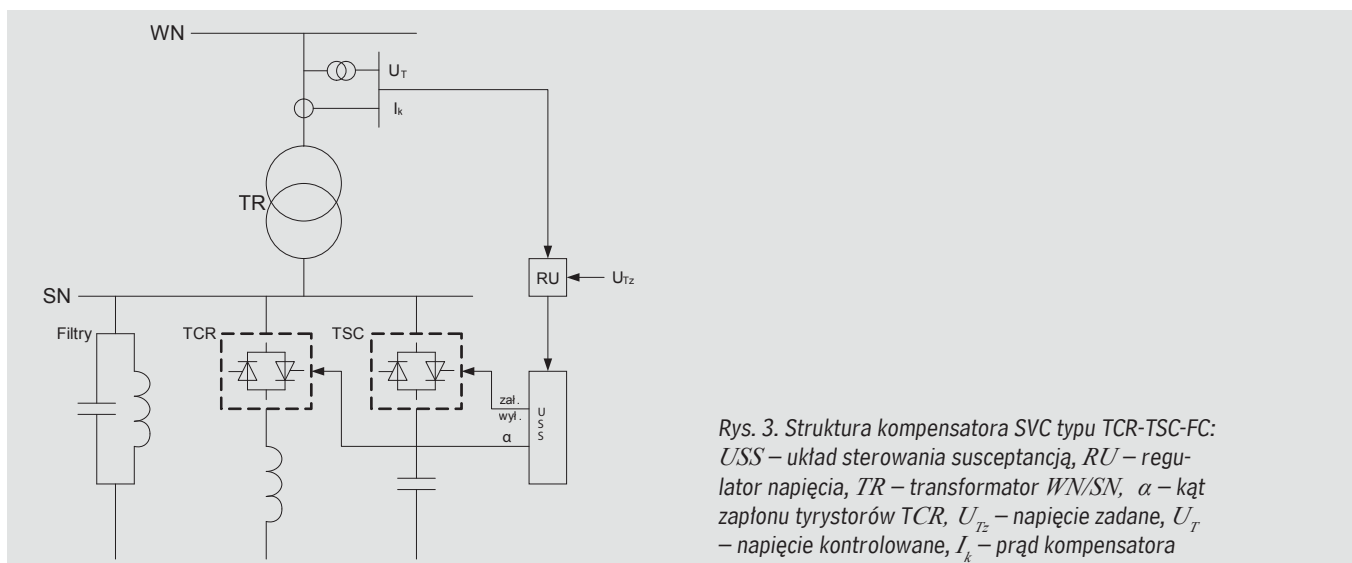 WN
U_T
I_k
TR
RU
U_Tz
SN
Filtry
TCR
TSC
zał.
wył.
α
U
S
S
Rys. 3. Struktura kompensatora SVC typu TCR-TSC-FC:
USS – układ sterowania susceptancją, RU – regu-
lator napięcia, TR – transformator WN/SN, α – kąt
zapłonu tyrystorów TCR, U_Tz – napięcie zadane, U_T
– napięcie kontrolowane, I_k – prąd kompensatora